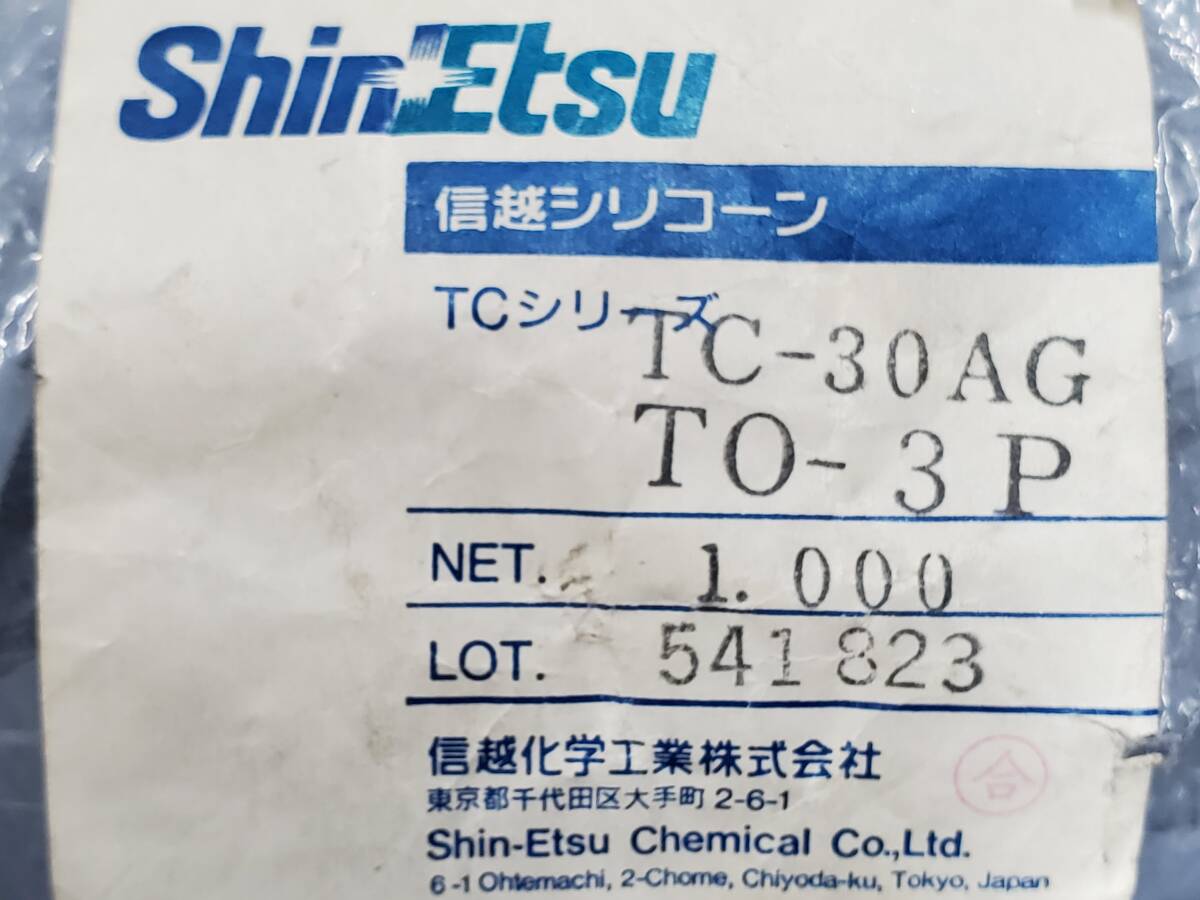 ShinEtsu
信越シリコーン
TCシリーズ
TC-30AG
TO-3P
NET. 1.000
LOT. 541823
信越化学工業株式会社
東京都千代田区大手町2-6-1
合
Shin-Etsu Chemical Co.,Ltd.
6-1 Ohtemachi, 2-Chome, Chiyoda-ku, Tokyo, Japan